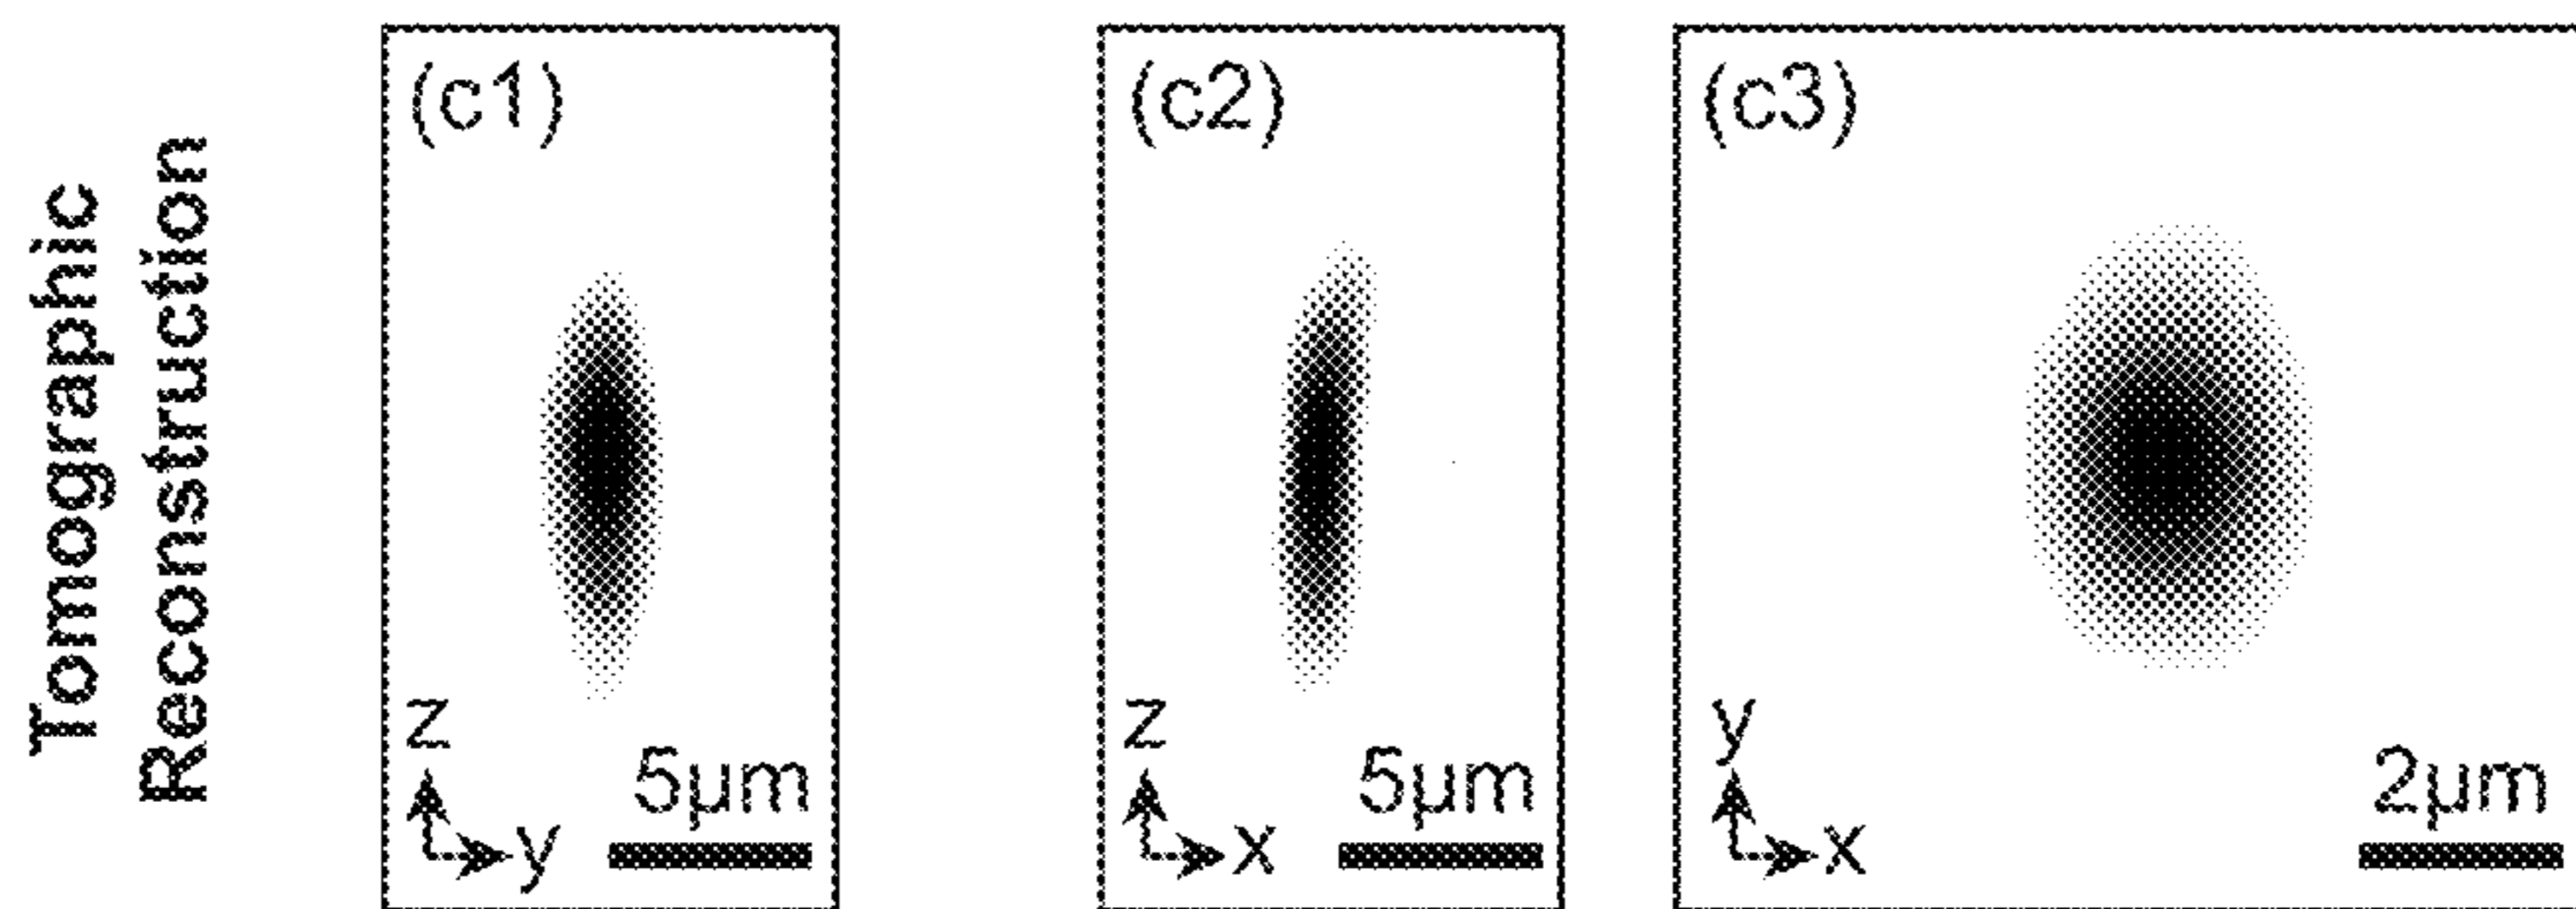 Tomographic
Reconstruction
(c1)
z
y
5μm
(c2)
z
x
5μm
(c3)
y
x
2μm